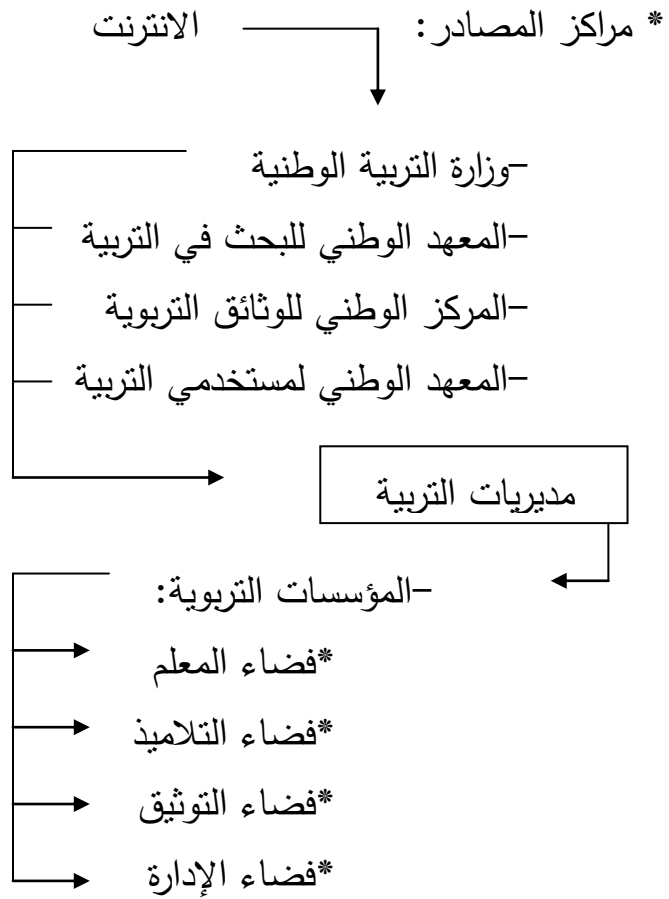 * مراكز المصادر: الانترنت
-وزارة التربية الوطنية
-المعهد الوطني للبحث في التربية
-المركز الوطني للوثائق التربوية
-المعهد الوطني لمستخدمي التربية
مديريات التربية
-المؤسسات التربوية:
*فضاء المعلم
*فضاء التلاميذ
*فضاء التوثيق
*فضاء الإدارة